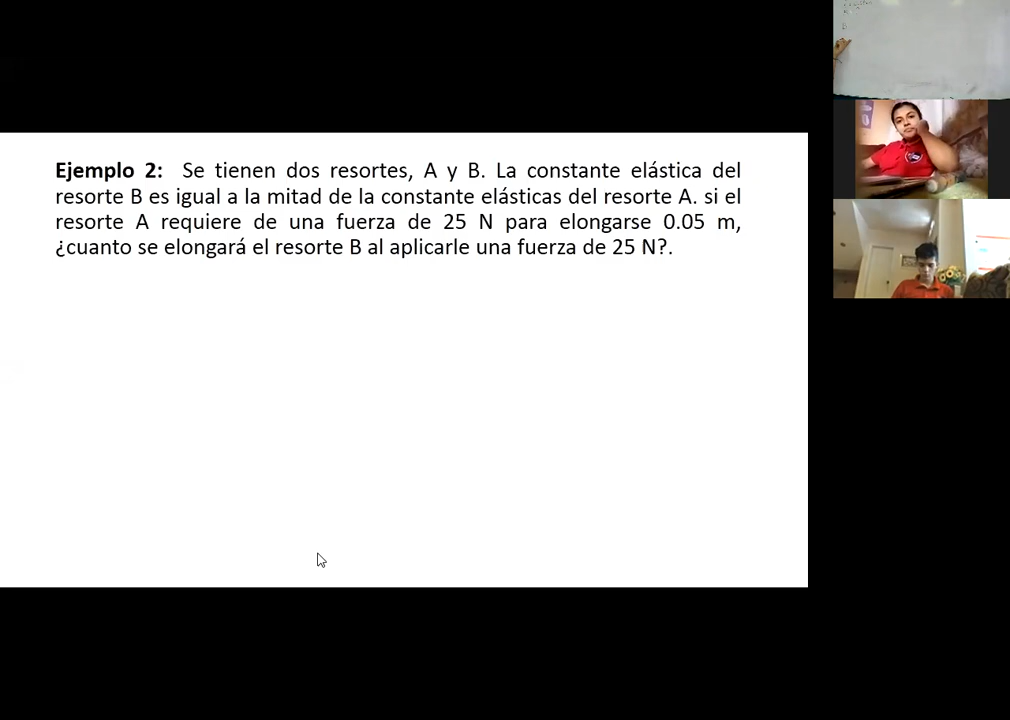 Ejemplo 2: Se tienen dos resortes, A y B. La constante elástica del
resorte B es igual a la mitad de la constante elásticas del resorte A. si el
resorte A requiere de una fuerza de 25 N para elongarse 0.05 m,
¿cuanto se elongará el resorte B al aplicarle una fuerza de 25 N?.